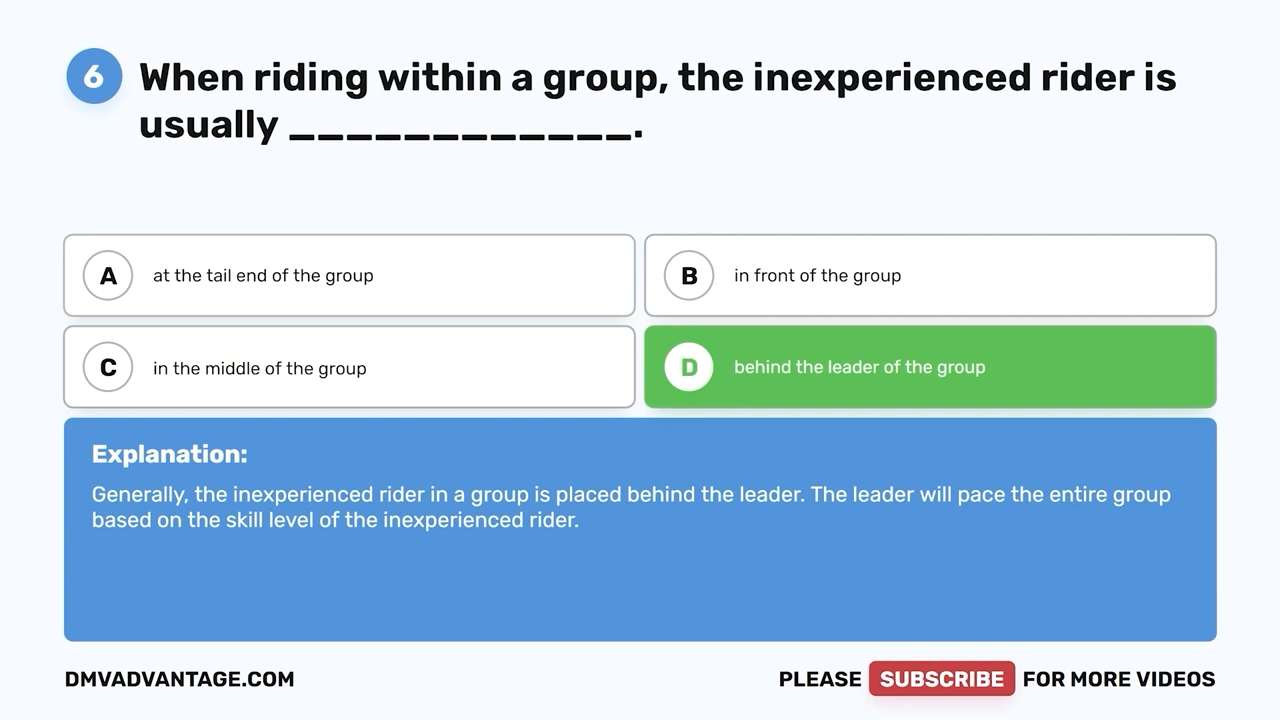 6 When riding within a group, the inexperienced rider is
usually ____________.
A at the tail end of the group
B in front of the group
C in the middle of the group
D behind the leader of the group
Explanation:
Generally, the inexperienced rider in a group is placed behind the leader. The leader will pace the entire group
based on the skill level of the inexperienced rider.
DMVADVANTAGE.COM
PLEASE SUBSCRIBE FOR MORE VIDEOS